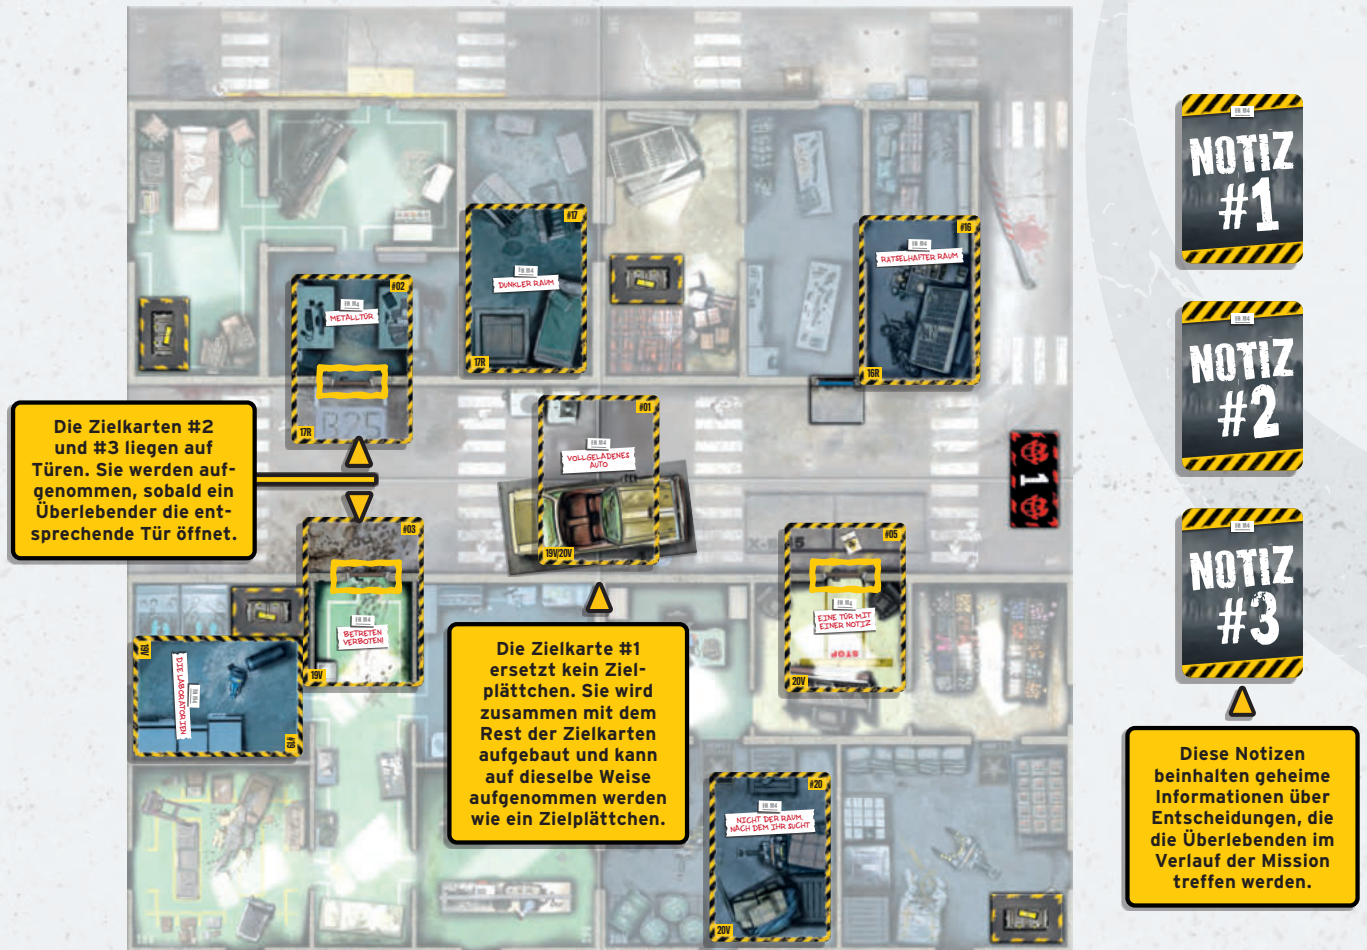 NOTIZ
#1
#17
DUNKLER RAUM
17R
#16
RÄTSELHAFTER RAUM
16R
#02
METALLTÜR
17R
B25
#01
VOLLGELADENES
AUTO
19V/20V
NOTIZ
#2
Die Zielkarten #2
und #3 liegen auf
Türen. Sie werden auf-
genommen, sobald ein
Überlebender die ent-
sprechende Tür öffnet.
1
#03
BETRETEN
VERBOTEN!
19V
#05
EINE TÜR MIT
EINER NOTIZ
STOP
20V
NOTIZ
#3
DIE LABORATORIEN
19V
#19
Die Zielkarte #1
ersetzt kein Ziel-
plättchen. Sie wird
zusammen mit dem
Rest der Zielkarten
aufgebaut und kann
auf dieselbe Weise
aufgenommen werden
wie ein Zielplättchen.
#20
NICHT DER RAUM,
NACH DEM IHR SUCHT
20V
Diese Notizen
beinhalten geheime
Informationen über
Entscheidungen, die
die Überlebenden im
Verlauf der Mission
treffen werden.